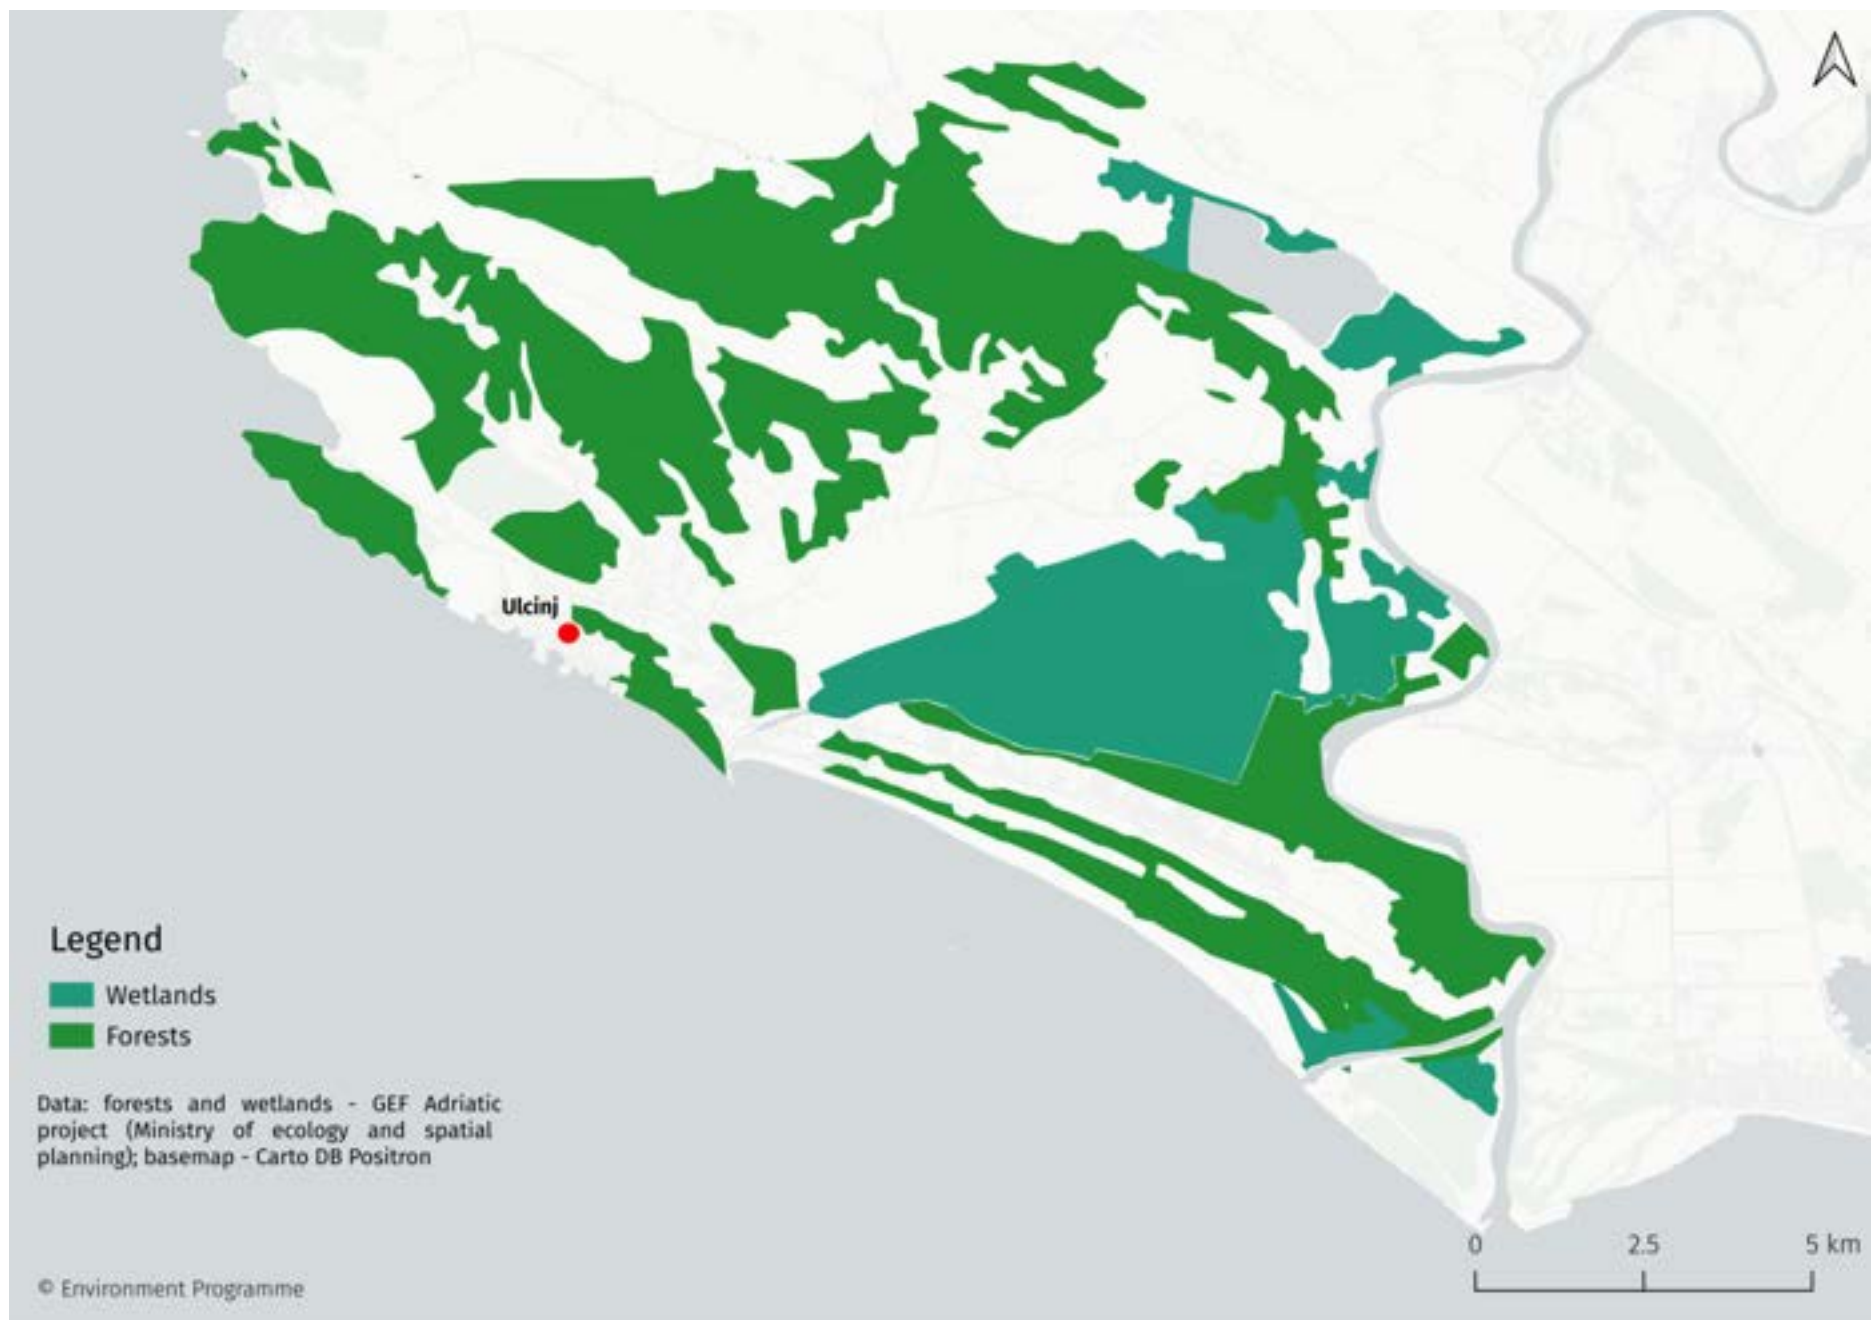 Ulcinj
Legend
Wetlands
Forests
Data: forests and wetlands - GEF Adriatic
project (Ministry of ecology and spatial
planning); basemap - Carto DB Positron
0 2.5 5 km
© Environment Programme